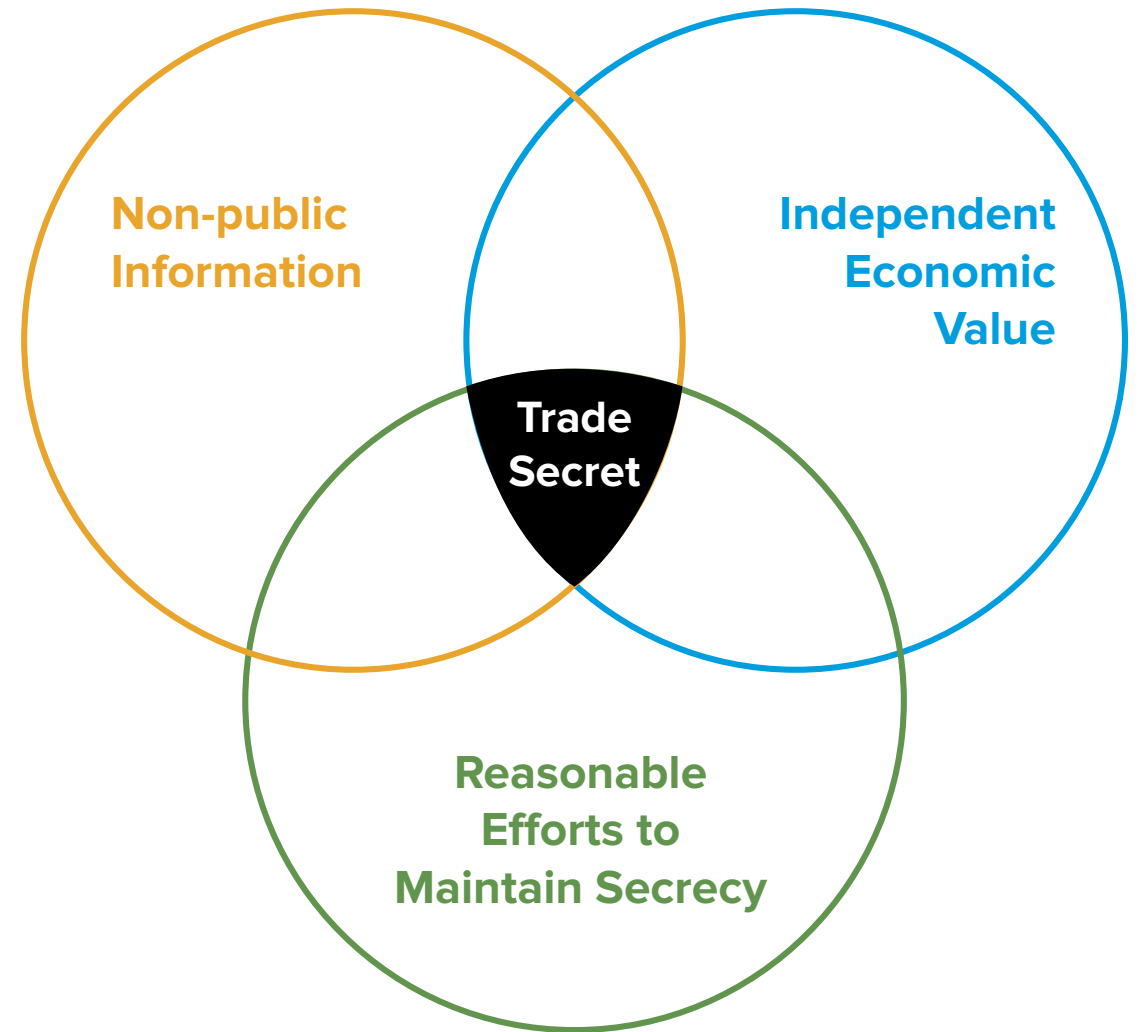 Non-public
Information
Independent
Economic
Value
Trade
Secret
Reasonable
Efforts to
Maintain Secrecy